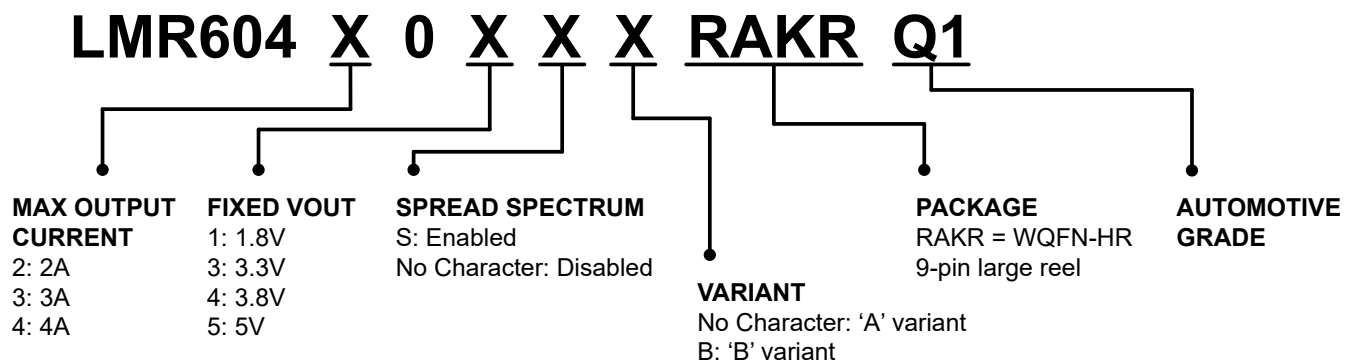 LMR604 X 0 X X X RAKR Q1
MAX OUTPUT
CURRENT
2: 2A
3: 3A
4: 4A
FIXED VOUT
1: 1.8V
3: 3.3V
4: 3.8V
5: 5V
SPREAD SPECTRUM
S: Enabled
No Character: Disabled
VARIANT
No Character: ‘A’ variant
B: ‘B’ variant
PACKAGE
RAKR = WQFN-HR
9-pin large reel
AUTOMOTIVE
GRADE